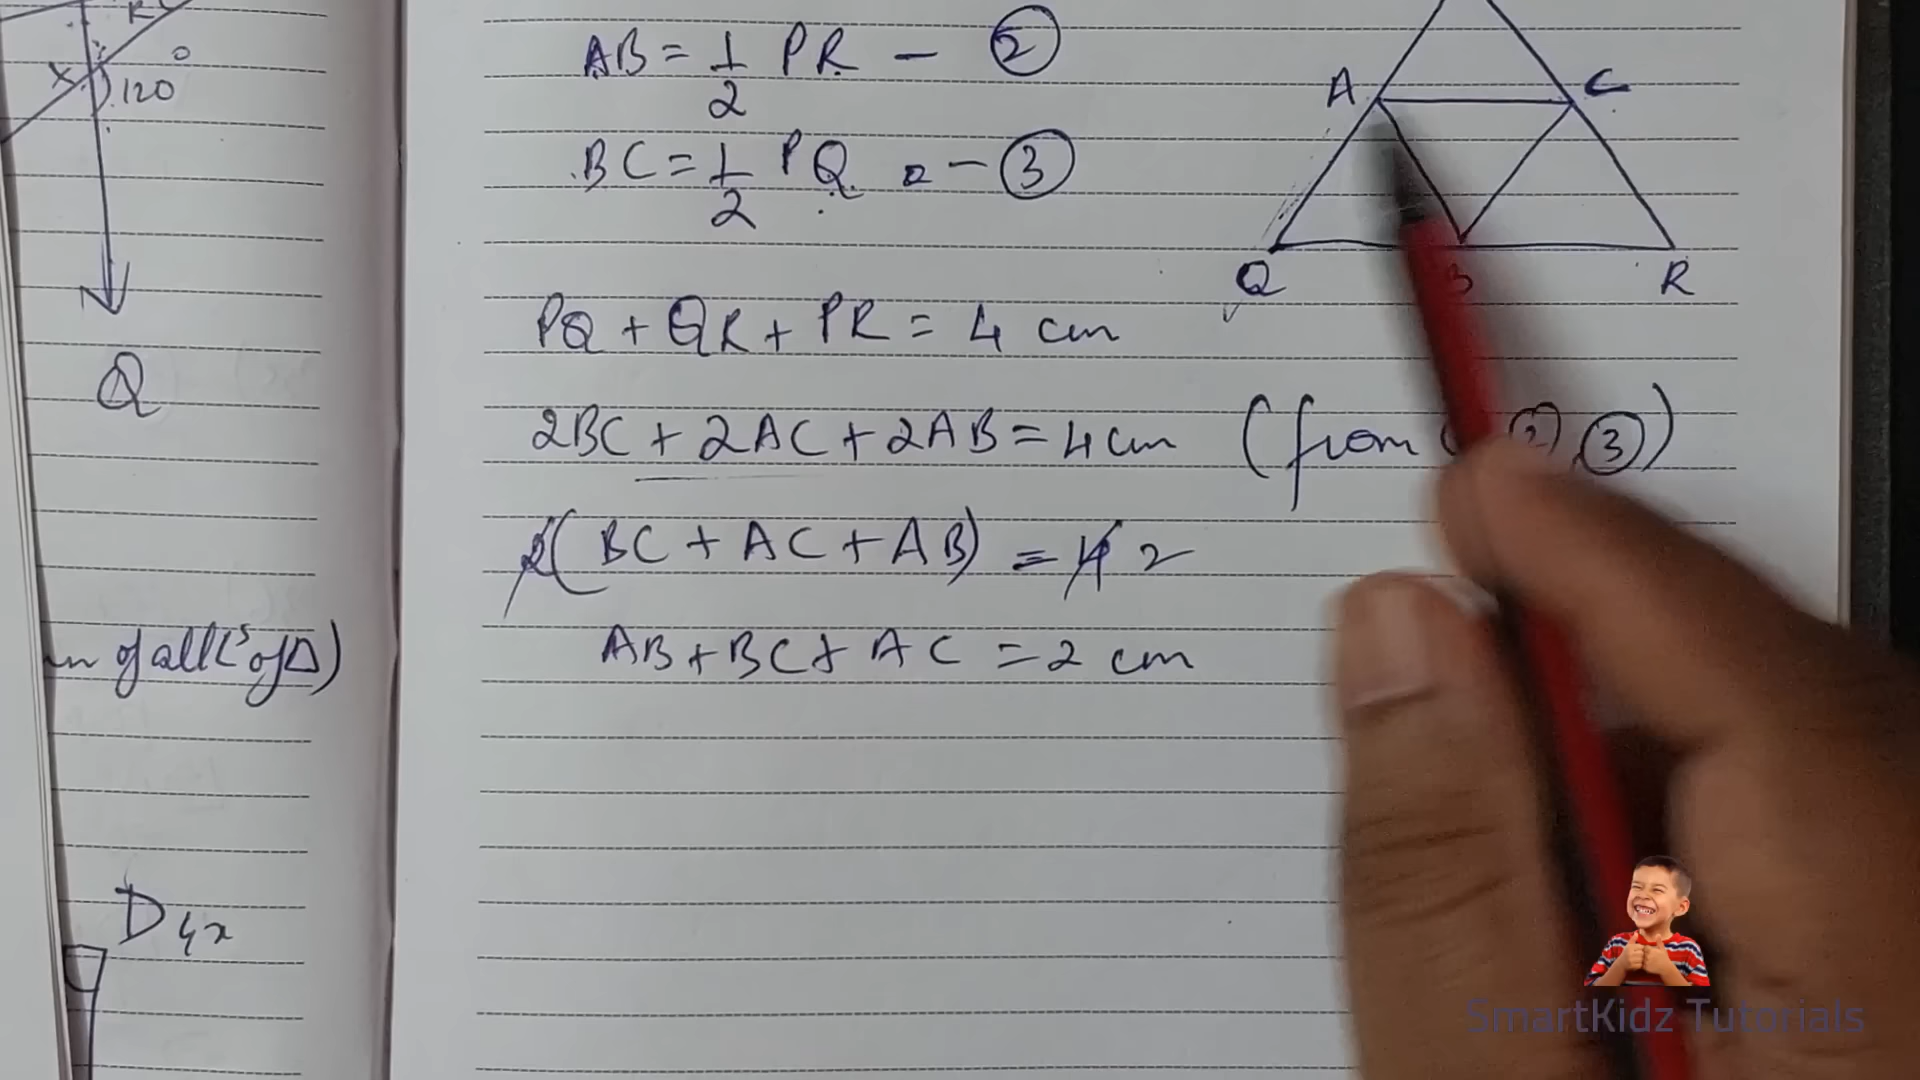 R
X 120°
Q
of all ∠s of Δ)
D 4x
AB = 1/2 PR - ②
BC = 1/2 PQ - ③
PQ + QR + PR = 4 cm
2BC + 2AC + 2AB = 4cm (from ② ③)
2(BC + AC + AB) = 4 2
AB + BC + AC = 2 cm
A C
Q B R
SmartKidz Tutorials